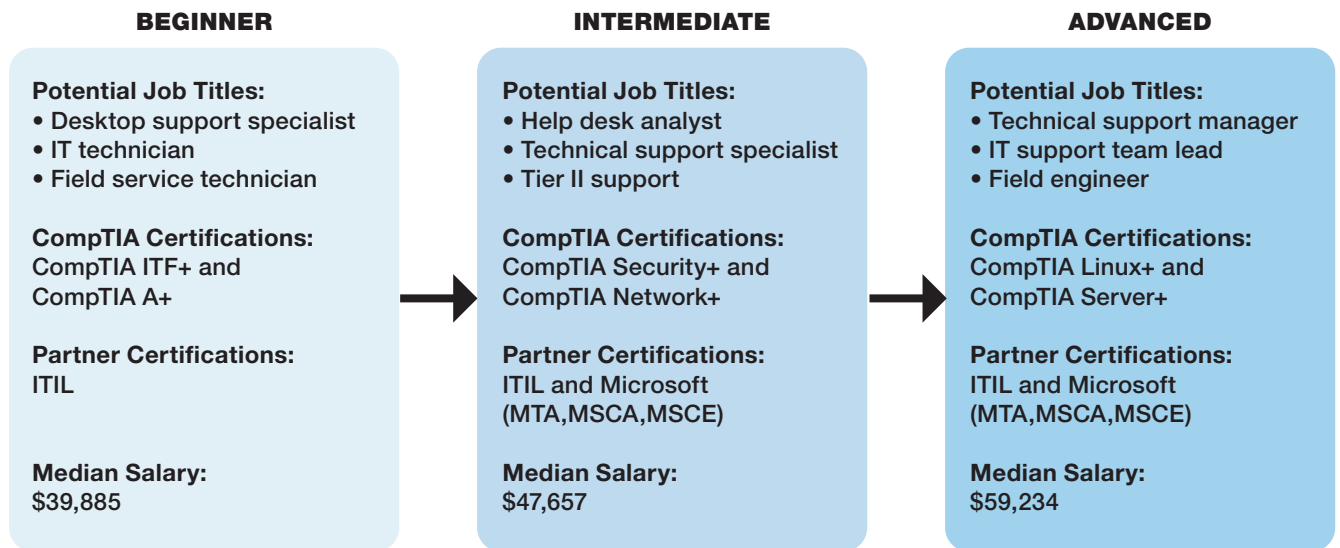 BEGINNER
Potential Job Titles:
• Desktop support specialist
• IT technician
• Field service technician
CompTIA Certifications:
CompTIA ITF+ and
CompTIA A+
Partner Certifications:
ITIL
Median Salary:
$39,885
INTERMEDIATE
Potential Job Titles:
• Help desk analyst
• Technical support specialist
• Tier II support
CompTIA Certifications:
CompTIA Security+ and
CompTIA Network+
Partner Certifications:
ITIL and Microsoft
(MTA,MSCA,MSCE)
Median Salary:
$47,657
ADVANCED
Potential Job Titles:
• Technical support manager
• IT support team lead
• Field engineer
CompTIA Certifications:
CompTIA Linux+ and
CompTIA Server+
Partner Certifications:
ITIL and Microsoft
(MTA,MSCA,MSCE)
Median Salary:
$59,234